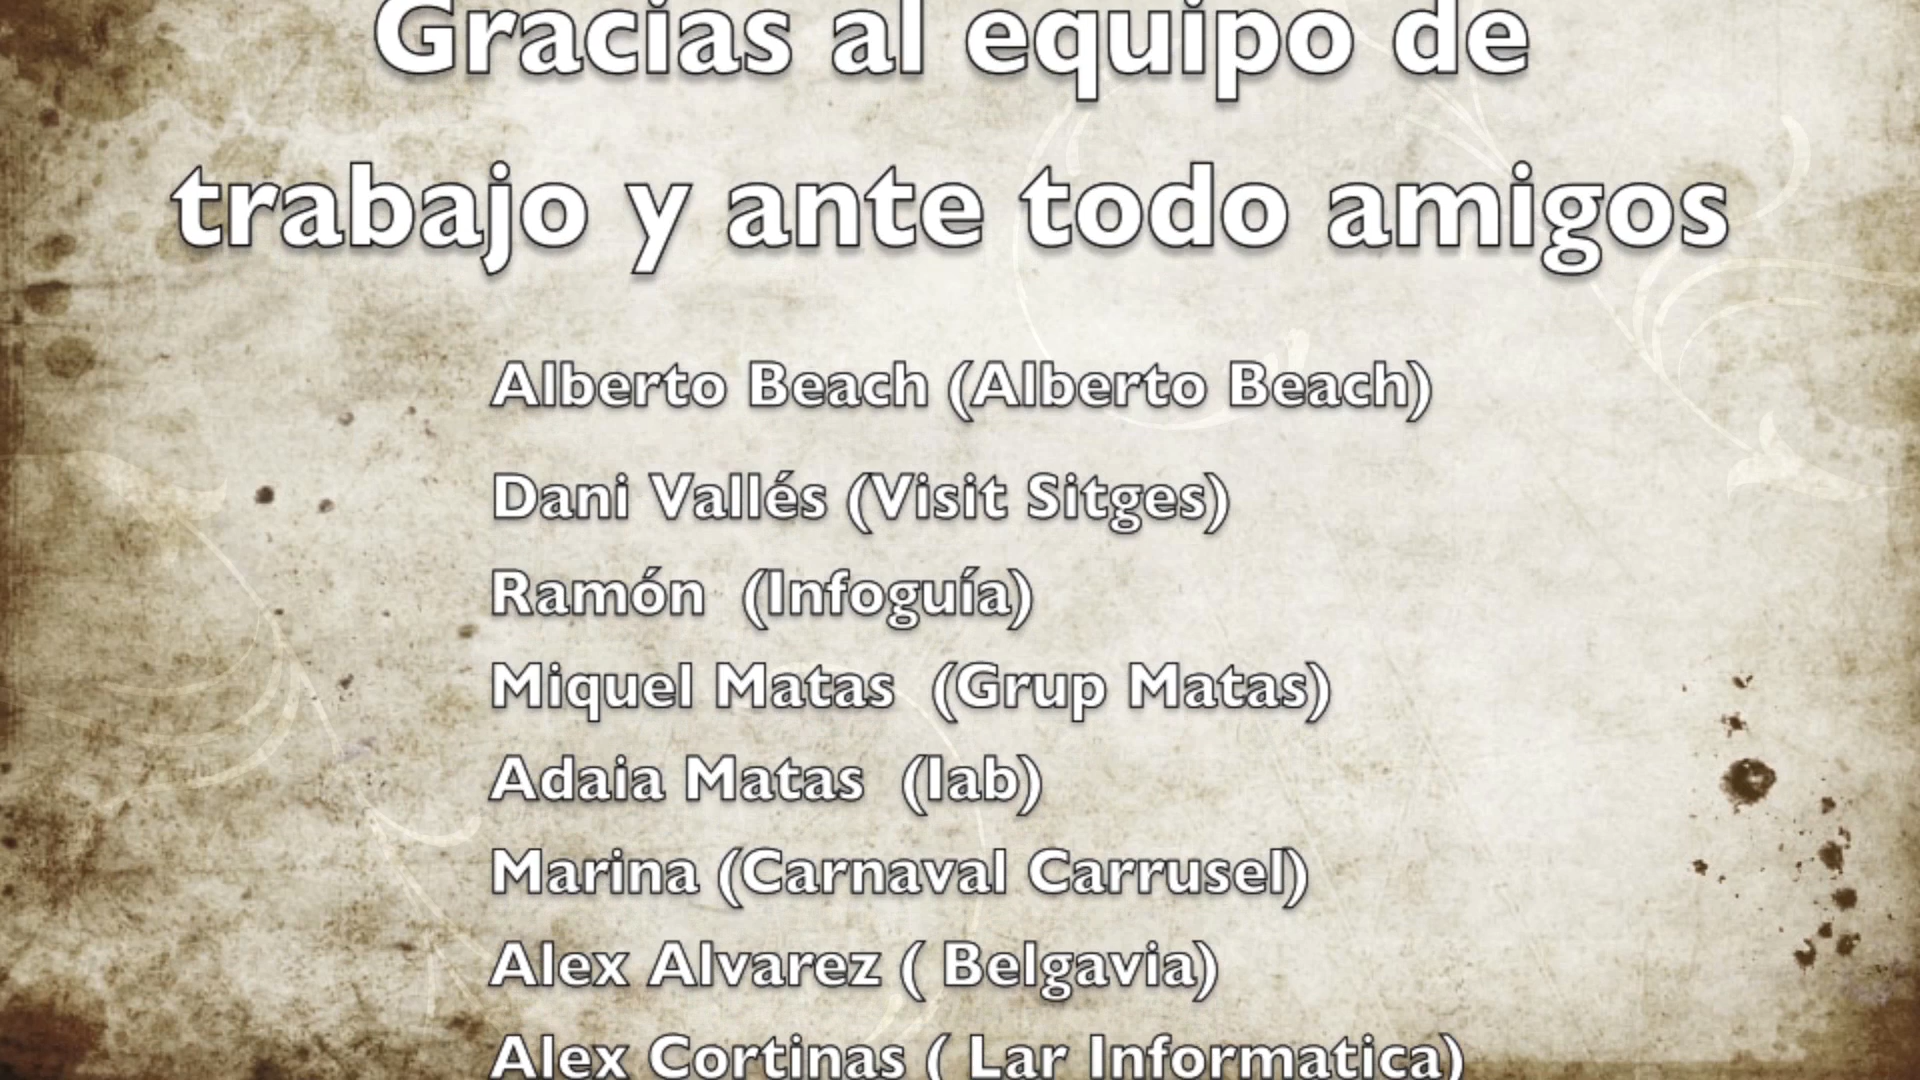 Gracias al equipo de
trabajo y ante todo amigos
Alberto Beach (Alberto Beach)
Dani Vallés (Visit Sitges)
Ramón (Infoguía)
Miquel Matas (Grup Matas)
Adaia Matas (Iab)
Marina (Carnaval Carrusel)
Alex Alvarez ( Belgavia)
Alex Cortinas ( Lar Informatica)